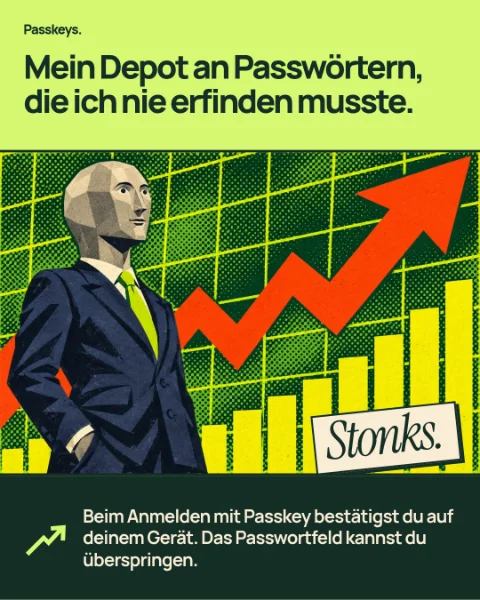 Passkeys.
Mein Depot an Passwörtern,
die ich nie erfinden musste.
Stonks.
Beim Anmelden mit Passkey bestätigst du auf
deinem Gerät. Das Passwortfeld kannst du
überspringen.